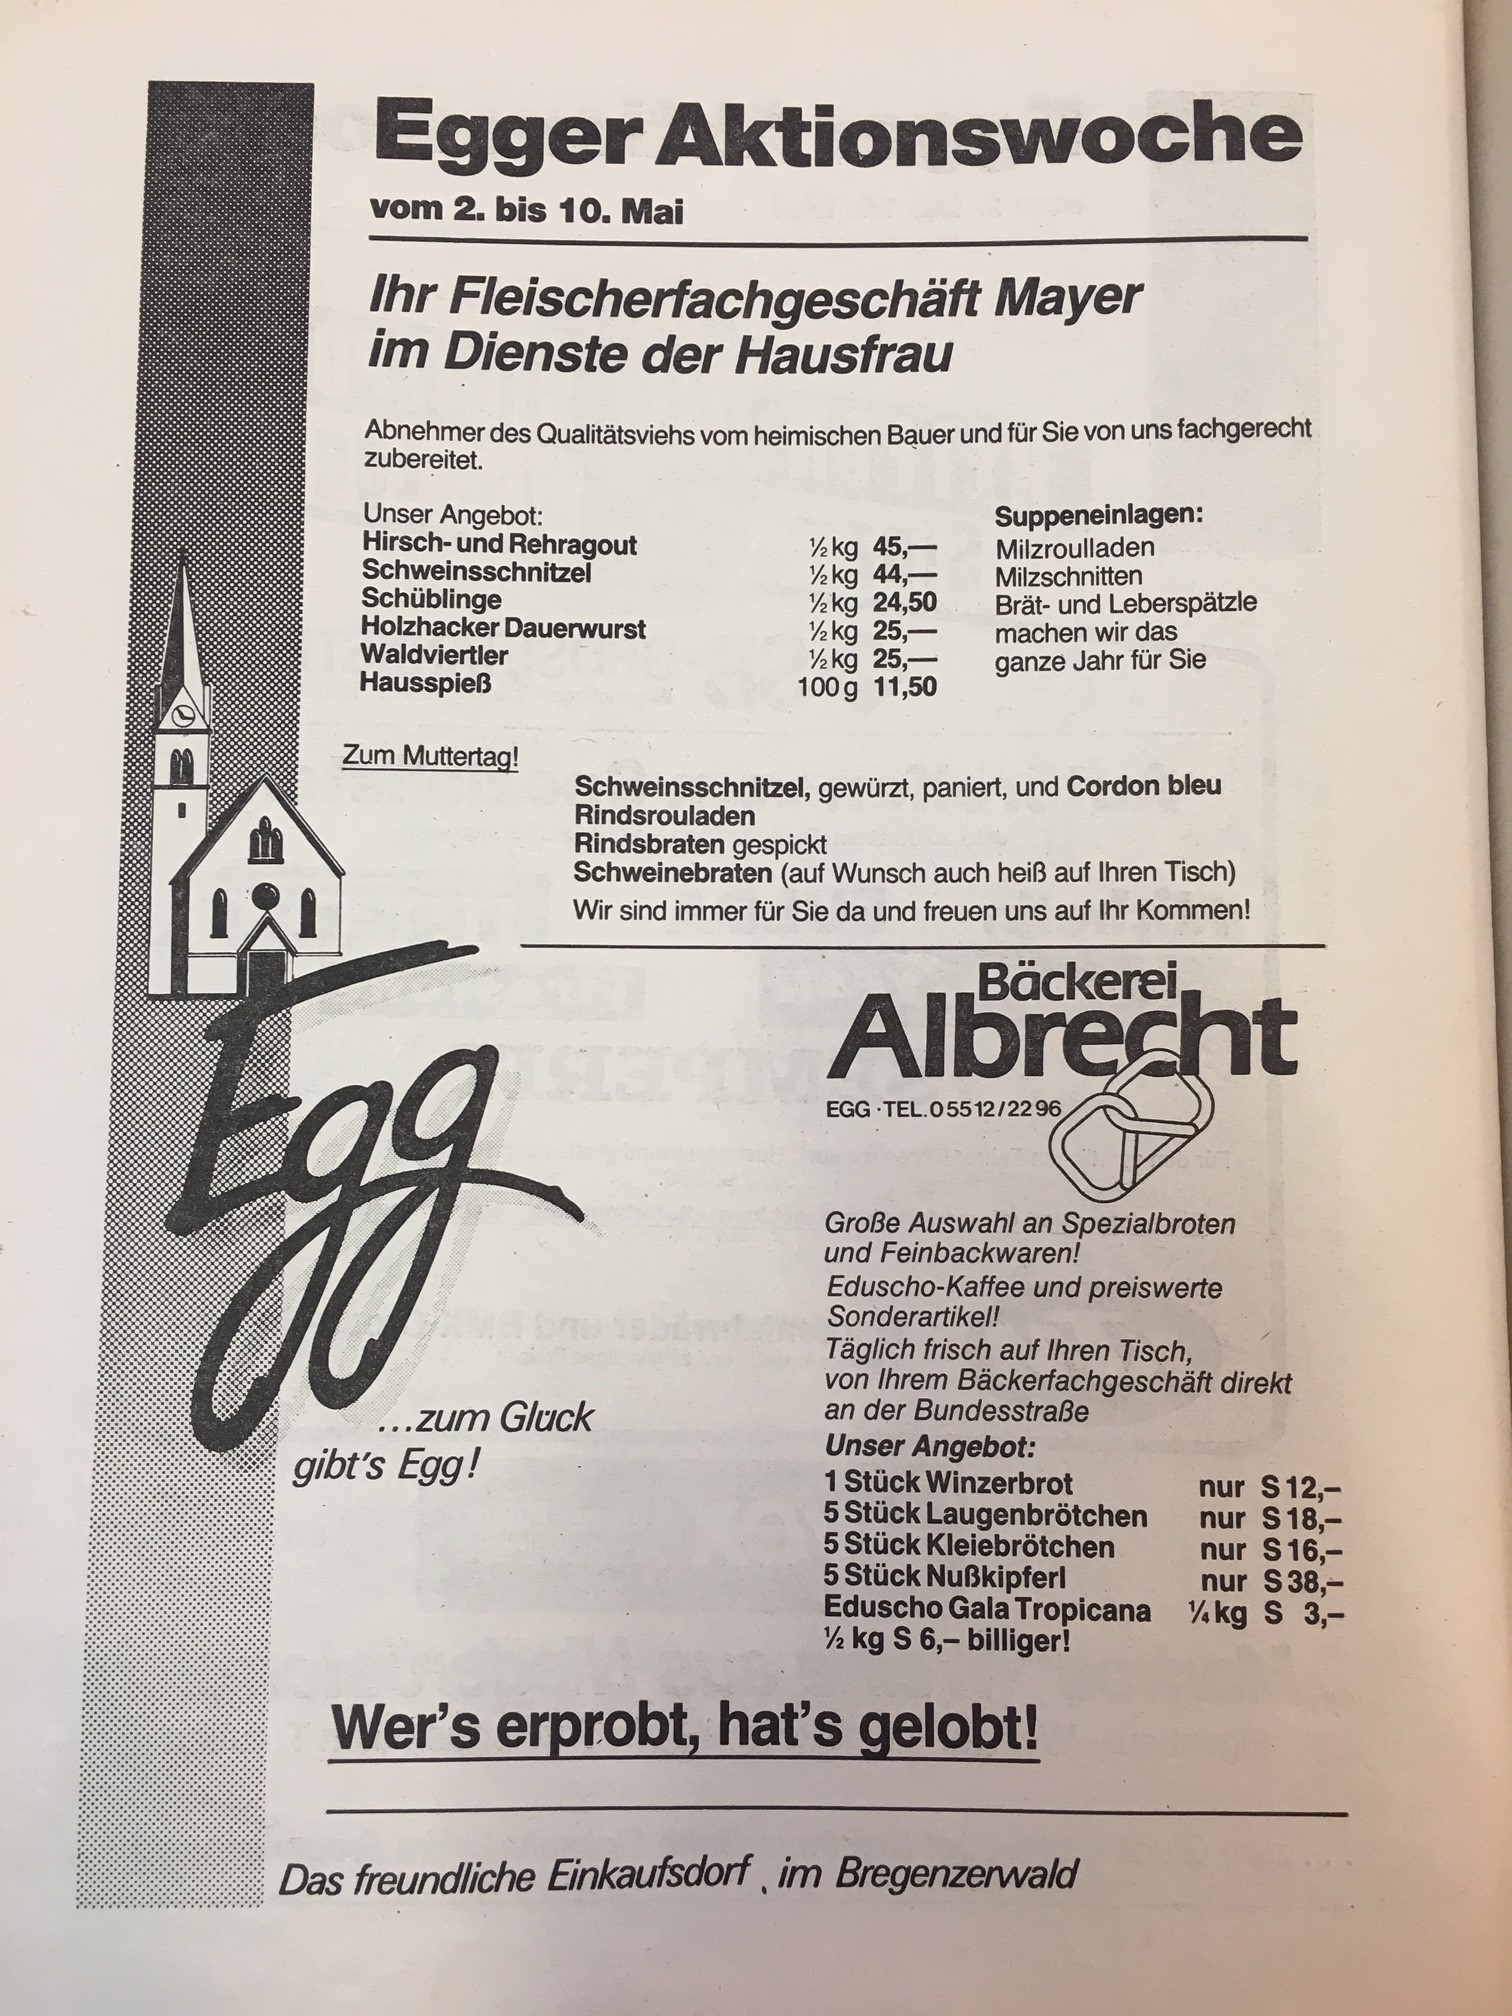 Egger Aktionswoche
vom 2. bis 10. Mai
Ihr Fleischerfachgeschäft Mayer
im Dienste der Hausfrau
Abnehmer des Qualitätsviehs vom heimischen Bauer und für Sie von uns fachgerecht
zubereitet.
Unser Angebot:
Hirsch- und Rehragout ½ kg 45,—
Schweinsschnitzel ½ kg 44,—
Schüblinge ½ kg 24,50
Holzhacker Dauerwurst ½ kg 25,—
Waldviertler ½ kg 25,—
Hausspieß 100 g 11,50
Suppeneinlagen:
Milzroulladen
Milzschnitten
Brät- und Leberspätzle
machen wir das
ganze Jahr für Sie
Zum Muttertag!
Schweinsschnitzel, gewürzt, paniert, und Cordon bleu
Rindsrouladen
Rindsbraten gespickt
Schweinebraten (auf Wunsch auch heiß auf Ihren Tisch)
Wir sind immer für Sie da und freuen uns auf Ihr Kommen!
Egg
...zum Glück
gibt's Egg!
Bäckerei
Albrecht
EGG · TEL. 0 55 12 / 22 96
Große Auswahl an Spezialbroten
und Feinbackwaren!
Eduscho-Kaffee und preiswerte
Sonderartikel!
Täglich frisch auf Ihren Tisch,
von Ihrem Bäckerfachgeschäft direkt
an der Bundesstraße
Unser Angebot:
1 Stück Winzerbrot nur S 12,–
5 Stück Laugenbrötchen nur S 18,–
5 Stück Kleiebrötchen nur S 16,–
5 Stück Nußkipferl nur S 38,–
Eduscho Gala Tropicana ¼ kg S 3,–
½ kg S 6,– billiger!
Wer's erprobt, hat's gelobt!
Das freundliche Einkaufsdorf im Bregenzerwald